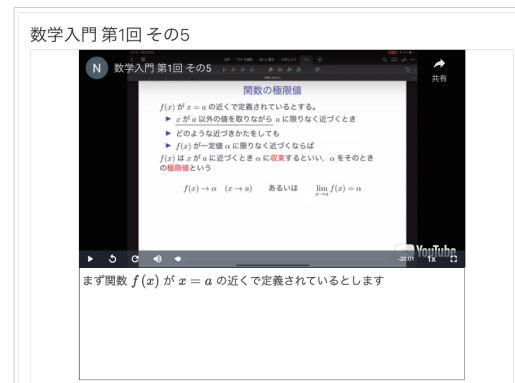 数学入門 第1回 その5
N 数学入門 第1回 その5
共有
関数の極限値
f(x) が x = a の近くで定義されているとする。
▶ x が a 以外の値を取りながら a に限りなく近づくとき
▶ どのような近づきかたをしても
▶ f(x) が一定値 α に限りなく近づくならば
f(x) は x が a に近づくとき α に収束するといい、α をそのとき
の極限値という
f(x) → α (x → a) あるいは lim x→a f(x) = α
YouTube
-20:01 1x
まず関数 f (x) が x = a の近くで定義されているとします